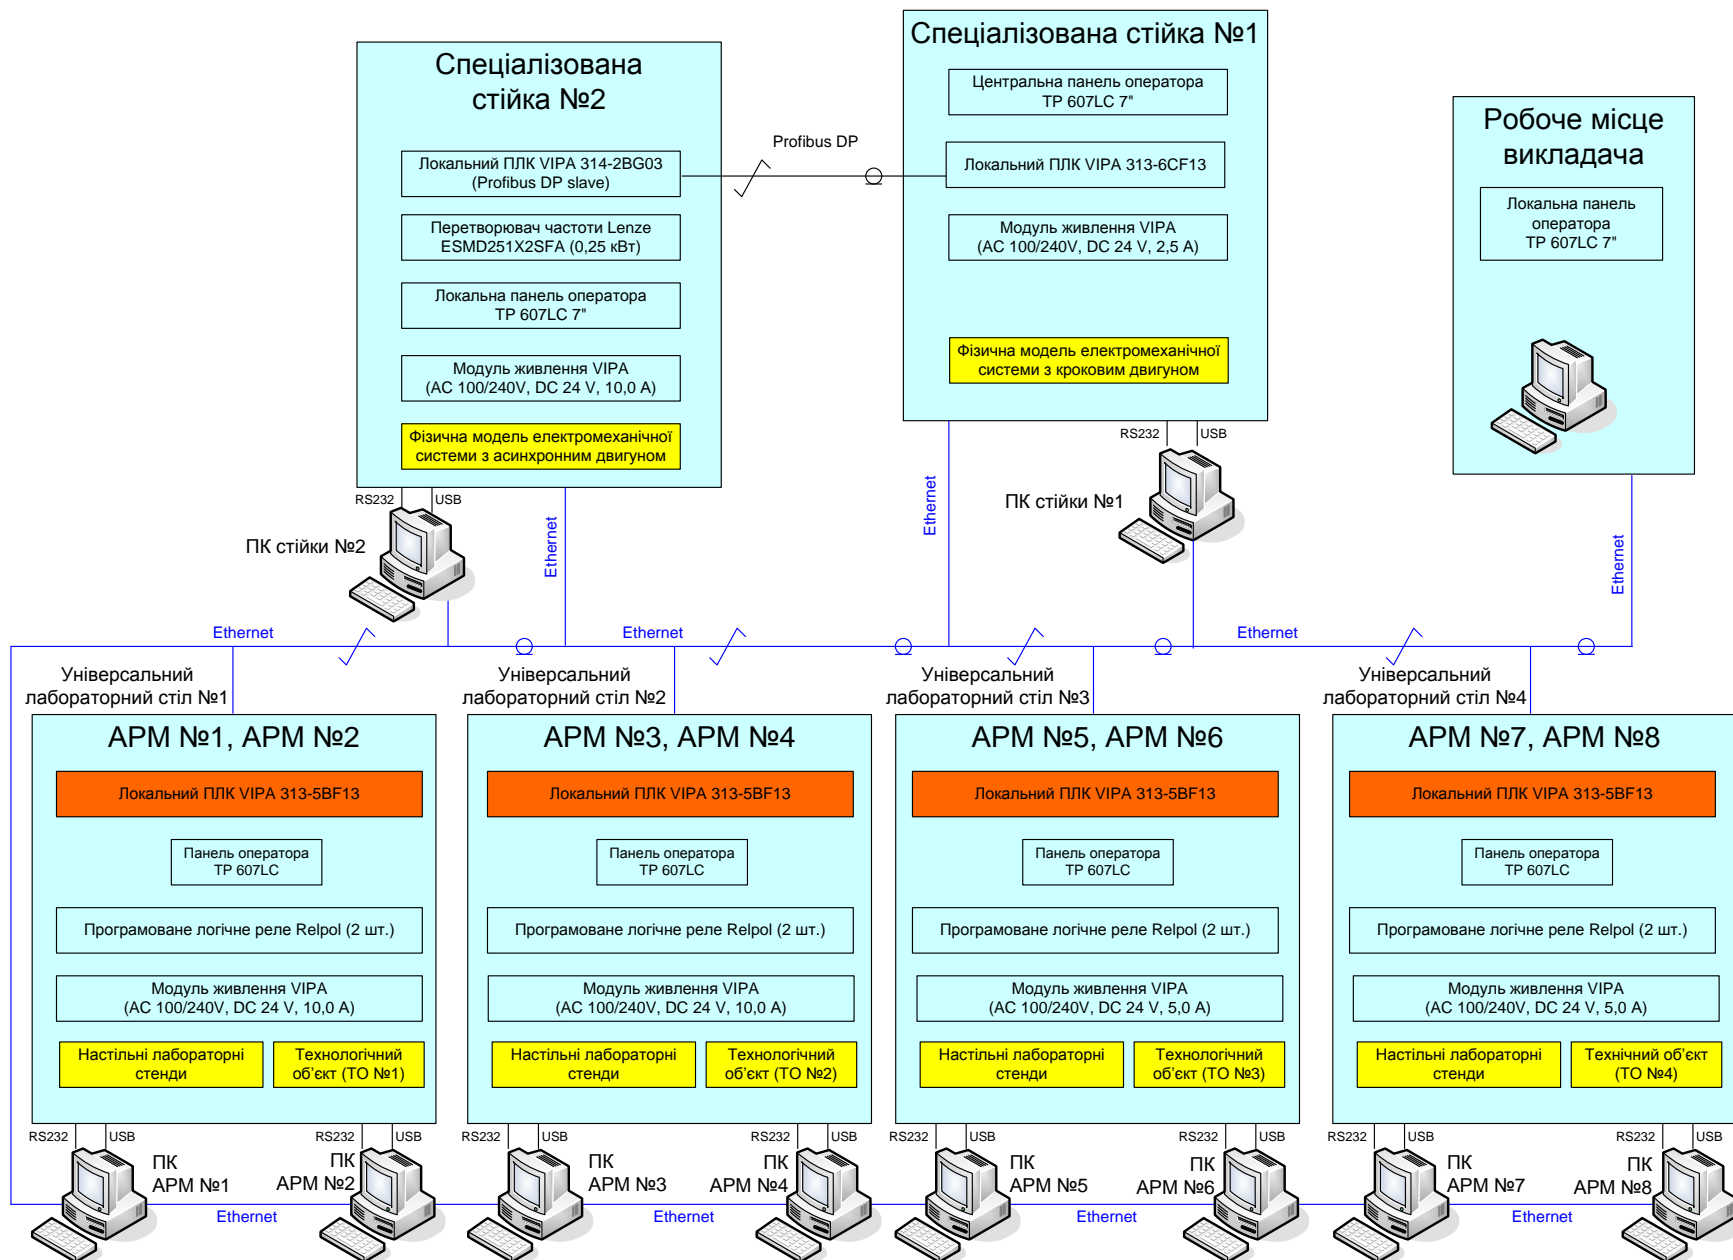 Спеціалізована
стійка №2
Локальний ПЛК VIPA 314-2BG03
(Profibus DP slave)
Перетворювач частоти Lenze
ESMD251X2SFA (0,25 кВт)
Локальна панель оператора
TP 607LC 7"
Модуль живлення VIPA
(AC 100/240V, DC 24 V, 10,0 A)
Фізична модель електромеханічної
системи з асинхронним двигуном
RS232
USB
ПК стійки №2
Ethernet
Profibus DP
Спеціалізована стійка №1
Центральна панель оператора
TP 607LC 7"
Локальний ПЛК VIPA 313-6CF13
Модуль живлення VIPA
(AC 100/240V, DC 24 V, 2,5 A)
Фізична модель електромеханічної
системи з кроковим двигуном
RS232
USB
ПК стійки №1
Ethernet
Робоче місце
викладача
Локальна панель
оператора
TP 607LC 7"
Ethernet
Ethernet
Ethernet
Ethernet
Ethernet
Універсальний
лабораторний стіл №1
АРМ №1, АРМ №2
Локальний ПЛК VIPA 313-5BF13
Панель оператора
TP 607LC
Програмоване логічне реле Relpol (2 шт.)
Модуль живлення VIPA
(AC 100/240V, DC 24 V, 10,0 A)
Настільні лабораторні
стенди
Технологічний
об’єкт (ТО №1)
RS232
USB
ПК
АРМ №1
RS232
USB
ПК
АРМ №2
Ethernet
Універсальний
лабораторний стіл №2
АРМ №3, АРМ №4
Локальний ПЛК VIPA 313-5BF13
Панель оператора
TP 607LC
Програмоване логічне реле Relpol (2 шт.)
Модуль живлення VIPA
(AC 100/240V, DC 24 V, 10,0 A)
Настільні лабораторні
стенди
Технологічний
об’єкт (ТО №2)
RS232
USB
ПК
АРМ №3
RS232
USB
ПК
АРМ №4
Ethernet
Універсальний
лабораторний стіл №3
АРМ №5, АРМ №6
Локальний ПЛК VIPA 313-5BF13
Панель оператора
TP 607LC
Програмоване логічне реле Relpol (2 шт.)
Модуль живлення VIPA
(AC 100/240V, DC 24 V, 5,0 A)
Настільні лабораторні
стенди
Технологічний
об’єкт (ТО №3)
RS232
USB
ПК
АРМ №5
RS232
USB
ПК
АРМ №6
Ethernet
Універсальний
лабораторний стіл №4
АРМ №7, АРМ №8
Локальний ПЛК VIPA 313-5BF13
Панель оператора
TP 607LC
Програмоване логічне реле Relpol (2 шт.)
Модуль живлення VIPA
(AC 100/240V, DC 24 V, 5,0 A)
Настільні лабораторні
стенди
Технічний об’єкт
(ТО №4)
RS232
USB
ПК
АРМ №7
RS232
USB
ПК
АРМ №8
Ethernet